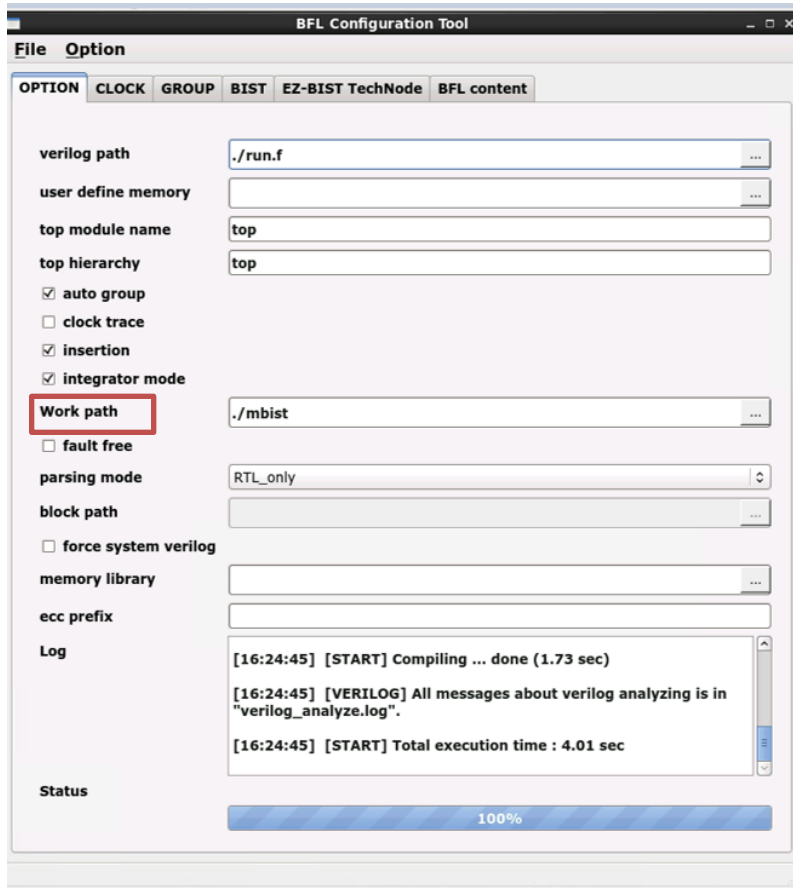 BFL Configuration Tool
File Option
OPTION CLOCK GROUP BIST EZ-BIST TechNode BFL content
verilog path ./run.f ...
user define memory ...
top module name top
top hierarchy top
auto group
clock trace
insertion
integrator mode
Work path ./mbist ...
fault free
parsing mode RTL_only
block path ...
force system verilog
memory library ...
ecc prefix
Log
[16:24:45] [START] Compiling ... done (1.73 sec)
[16:24:45] [VERILOG] All messages about verilog analyzing is in
"verilog_analyze.log".
[16:24:45] [START] Total execution time : 4.01 sec
Status
100%